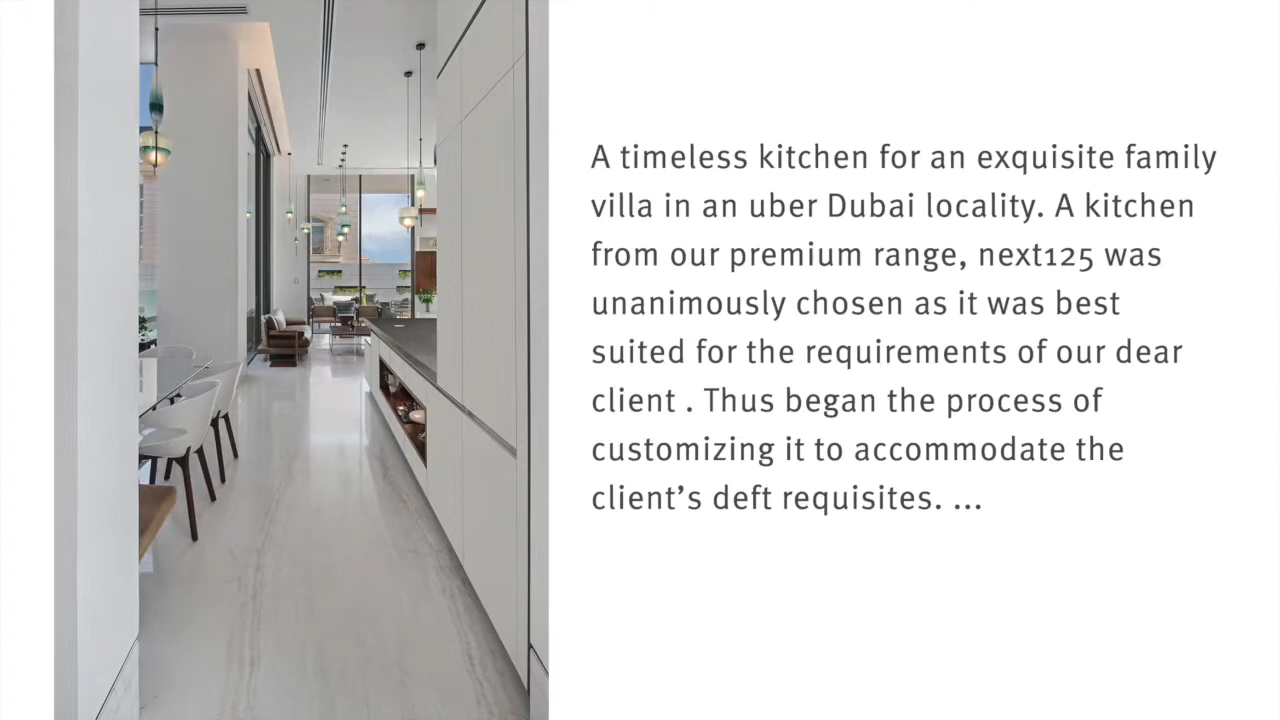 A timeless kitchen for an exquisite family
villa in an uber Dubai locality. A kitchen
from our premium range, next125 was
unanimously chosen as it was best
suited for the requirements of our dear
client . Thus began the process of
customizing it to accommodate the
client’s deft requisites. ...